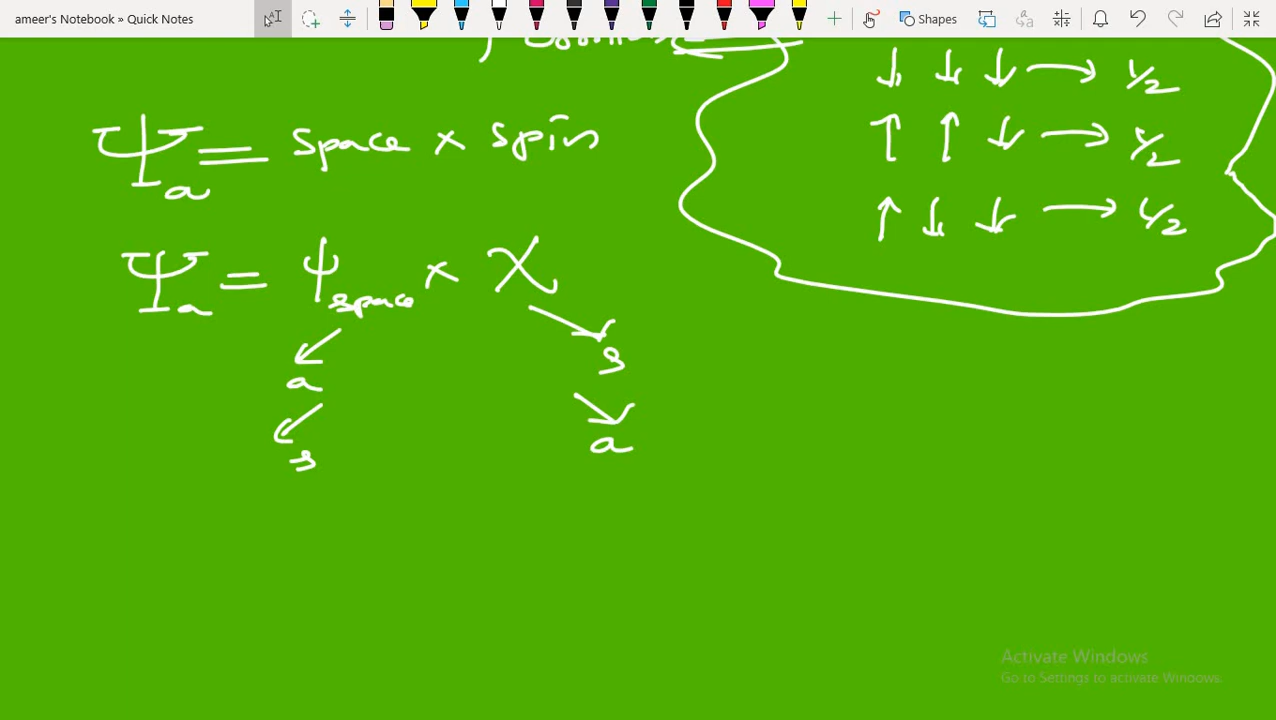 ameer's Notebook » Quick Notes
Shapes
↓ ↓ ↓ → 1/2
↑ ↑ ↓ → 1/2
↑ ↓ ↓ → 1/2
Ψa = space × spin
Ψa = ψspace × χ
a s
s a
Activate Windows
Go to Settings to activate Windows.